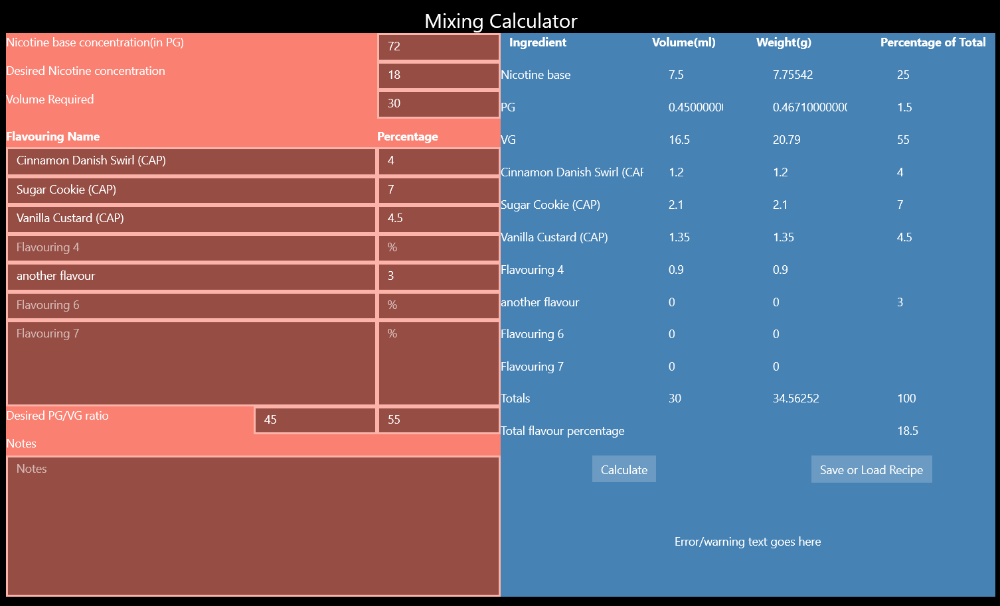 Mixing Calculator
Nicotine base concentration(in PG) 72
Desired Nicotine concentration 18
Volume Required 30
Flavouring Name Percentage
Cinnamon Danish Swirl (CAP) 4
Sugar Cookie (CAP) 7
Vanilla Custard (CAP) 4.5
Flavouring 4 %
another flavour 3
Flavouring 6 %
Flavouring 7 %
Desired PG/VG ratio 45 55
Notes
Notes
Ingredient Volume(ml) Weight(g) Percentage of Total
Nicotine base 7.5 7.75542 25
PG 0.4500000 0.4671000000 1.5
VG 16.5 20.79 55
Cinnamon Danish Swirl (CAP 1.2 1.2 4
Sugar Cookie (CAP) 2.1 2.1 7
Vanilla Custard (CAP) 1.35 1.35 4.5
Flavouring 4 0.9 0.9
another flavour 0 0 3
Flavouring 6 0 0
Flavouring 7 0 0
Totals 30 34.56252 100
Total flavour percentage 18.5
Calculate Save or Load Recipe
Error/warning text goes here